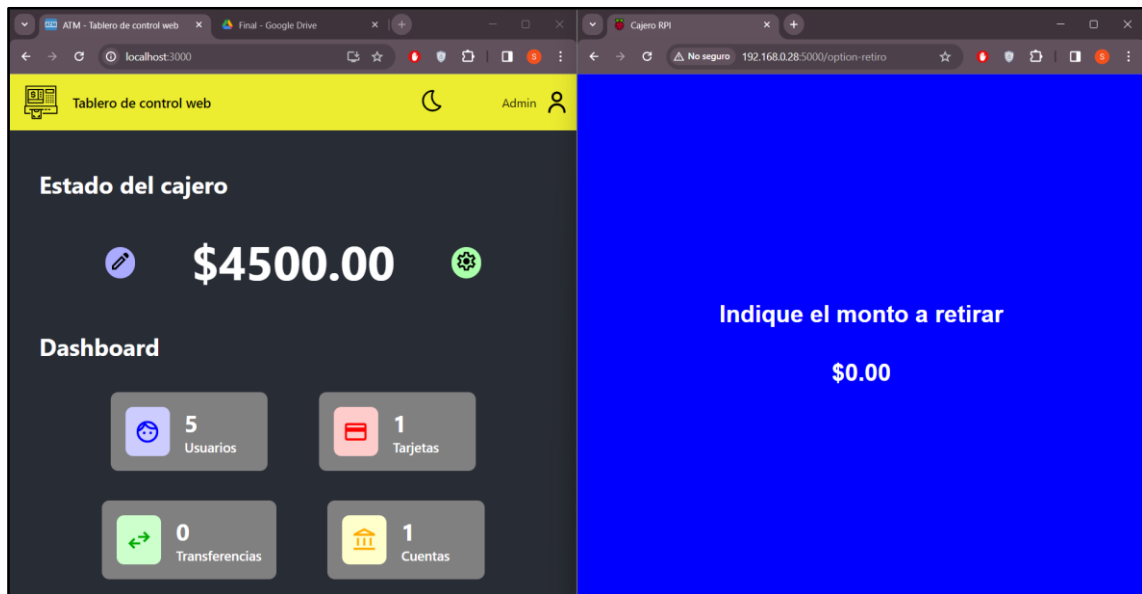 ATM - Tablero de control web
Final - Google Drive
localhost:3000
Tablero de control web
Admin
Estado del cajero
$4500.00
Dashboard
5
Usuarios
1
Tarjetas
0
Transferencias
1
Cuentas
Cajero RPI
No seguro
192.168.0.28:5000/option-retiro
Indique el monto a retirar
$0.00